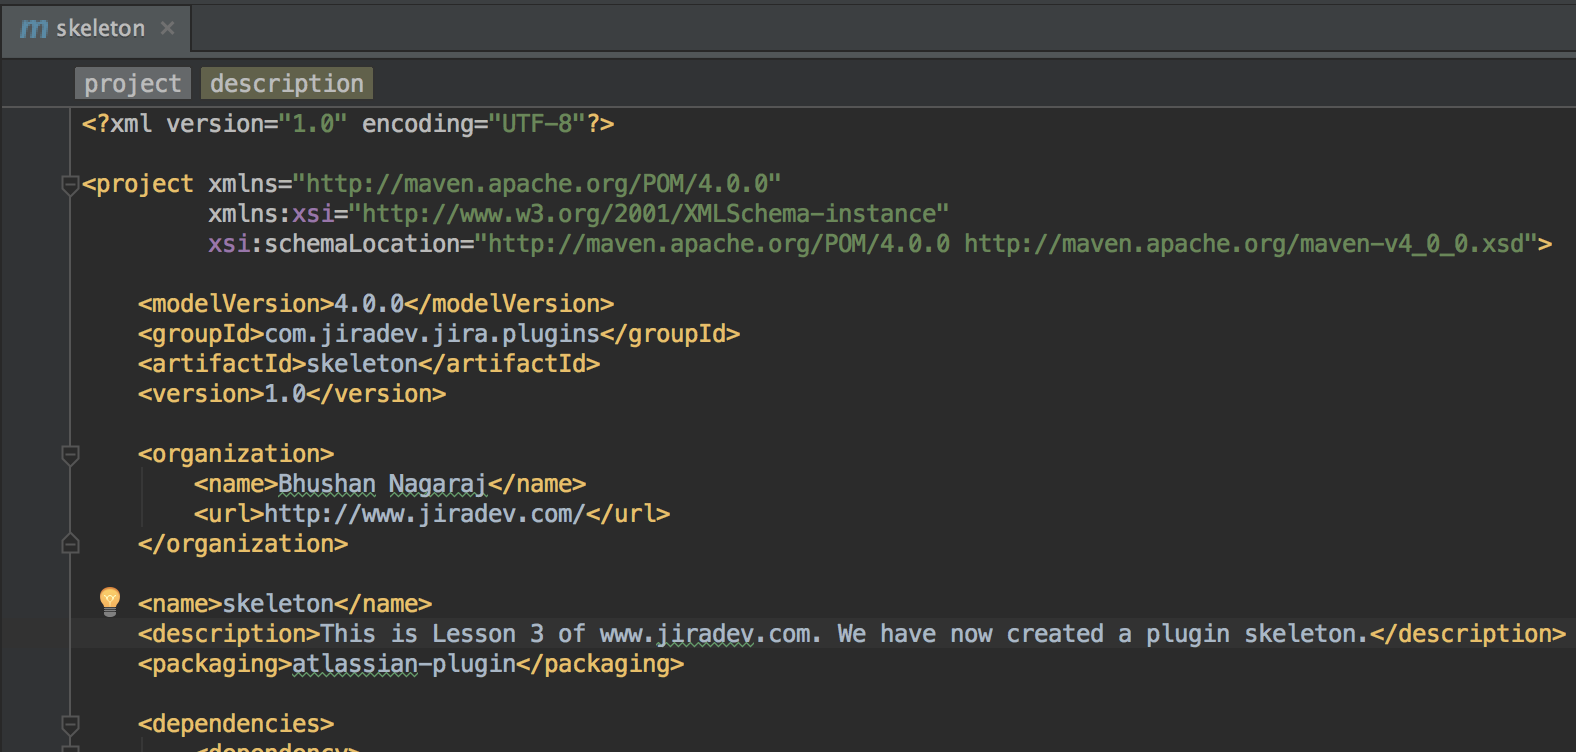 m skeleton ×
project description
<?xml version="1.0" encoding="UTF-8"?>
<project xmlns="http://maven.apache.org/POM/4.0.0"
xmlns:xsi="http://www.w3.org/2001/XMLSchema-instance"
xsi:schemaLocation="http://maven.apache.org/POM/4.0.0 http://maven.apache.org/maven-v4_0_0.xsd">
<modelVersion>4.0.0</modelVersion>
<groupId>com.jiradev.jira.plugins</groupId>
<artifactId>skeleton</artifactId>
<version>1.0</version>
<organization>
<name>Bhushan Nagaraj</name>
<url>http://www.jiradev.com/</url>
</organization>
<name>skeleton</name>
<description>This is Lesson 3 of www.jiradev.com. We have now created a plugin skeleton.</description>
<packaging>atlassian-plugin</packaging>
<dependencies>
<dependency>